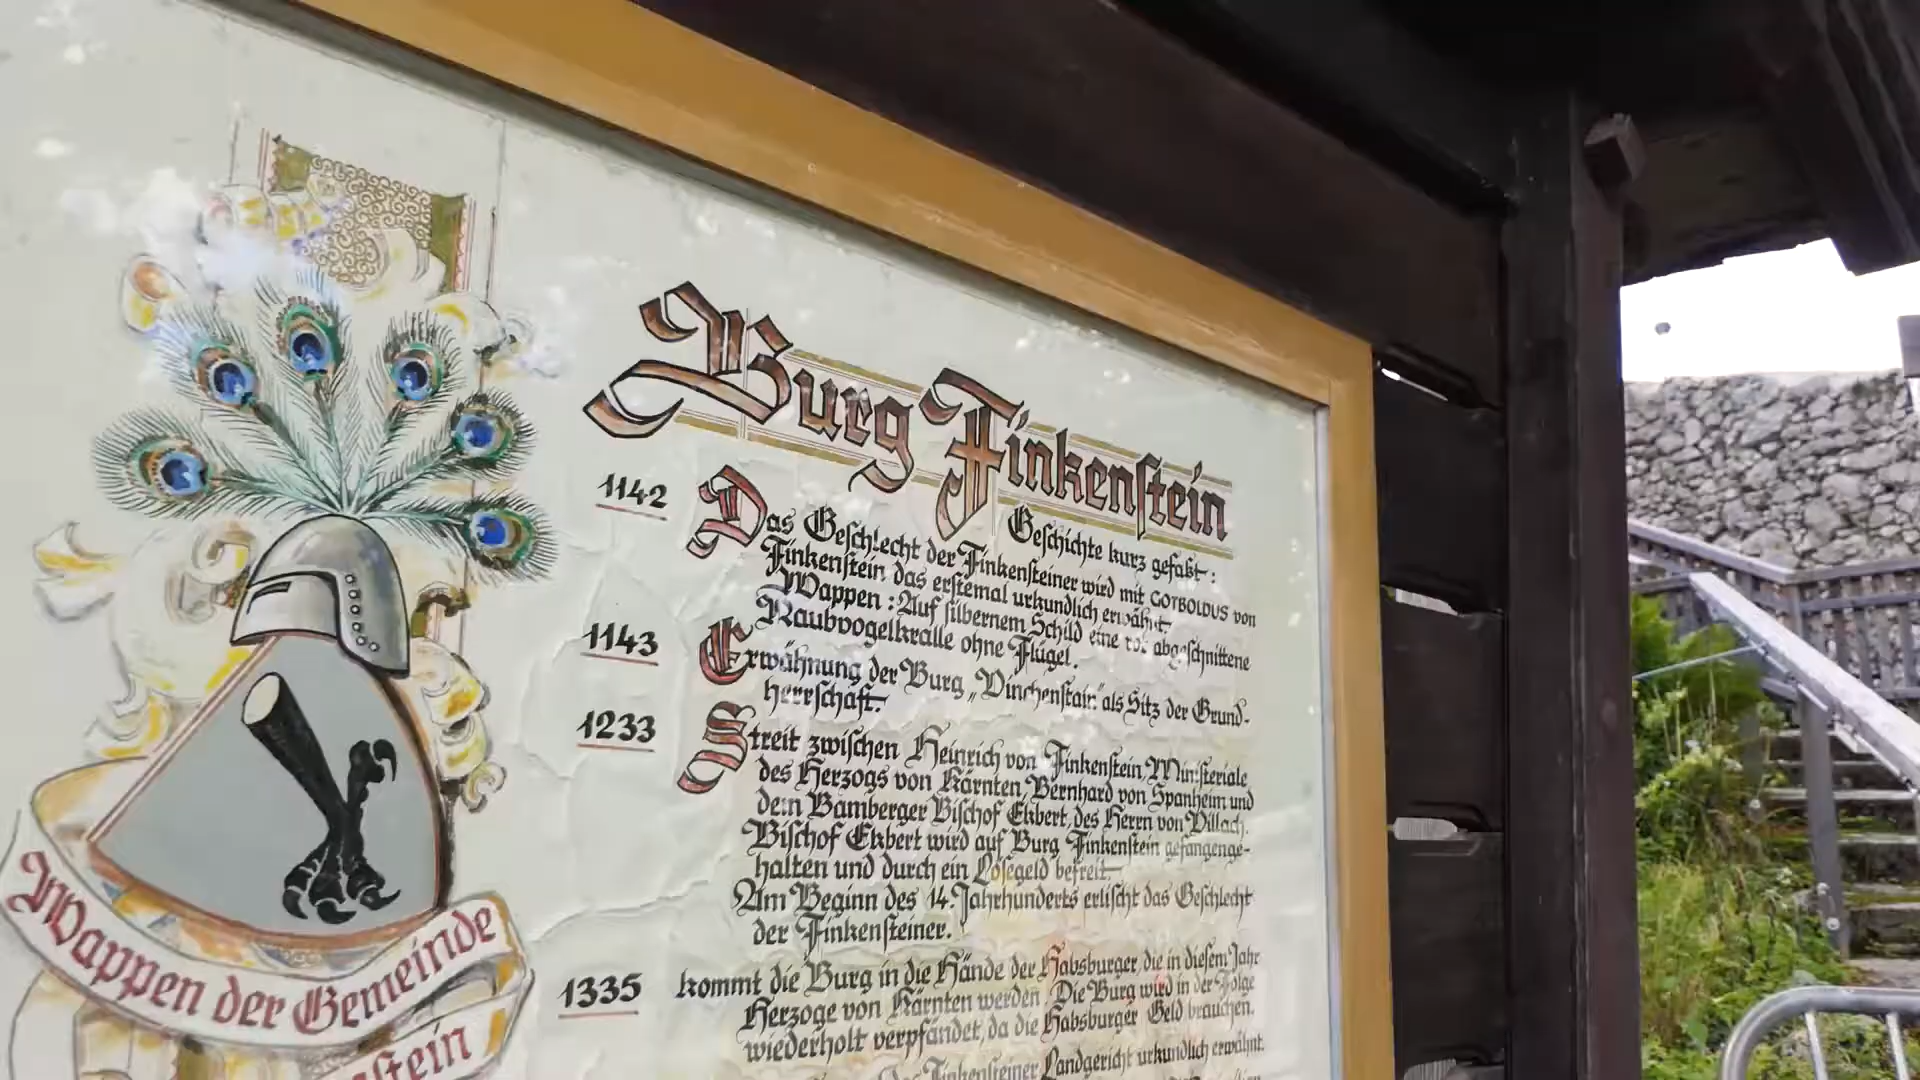 Burg Finkenstein
Geschichte kurz gefaßt:
1142
Das Geschlecht der Finkensteiner wird mit GOTBOLDUS von
Finkenstein das erstemal urkundlich erwähnt.
Wappen: Auf silbernem Schild eine rot abgeschnittene
Raubvogelkralle ohne Flügel.
1143
Erwähnung der Burg „Vinchenstain" als Sitz der Grund-
herrschaft.
1233
Streit zwischen Heinrich von Finkenstein, Ministeriale
des Herzogs von Kärnten, Bernhard von Spanheim und
dem Bamberger Bischof Ekbert, des Herrn von Villach.
Bischof Ekbert wird auf Burg Finkenstein gefangenge-
halten und durch ein Lösegeld befreit.
Am Beginn des 14. Jahrhunderts erlischt das Geschlecht
der Finkensteiner.
1335
kommt die Burg in die Hände der Habsburger, die in diesem Jahr
Herzoge von Kärnten werden. Die Burg wird in der Folge
wiederholt verpfändet, da die Habsburger Geld brauchen.
Finkensteiner Landgericht urkundlich erwähnt.
Wappen der Gemeinde
stein